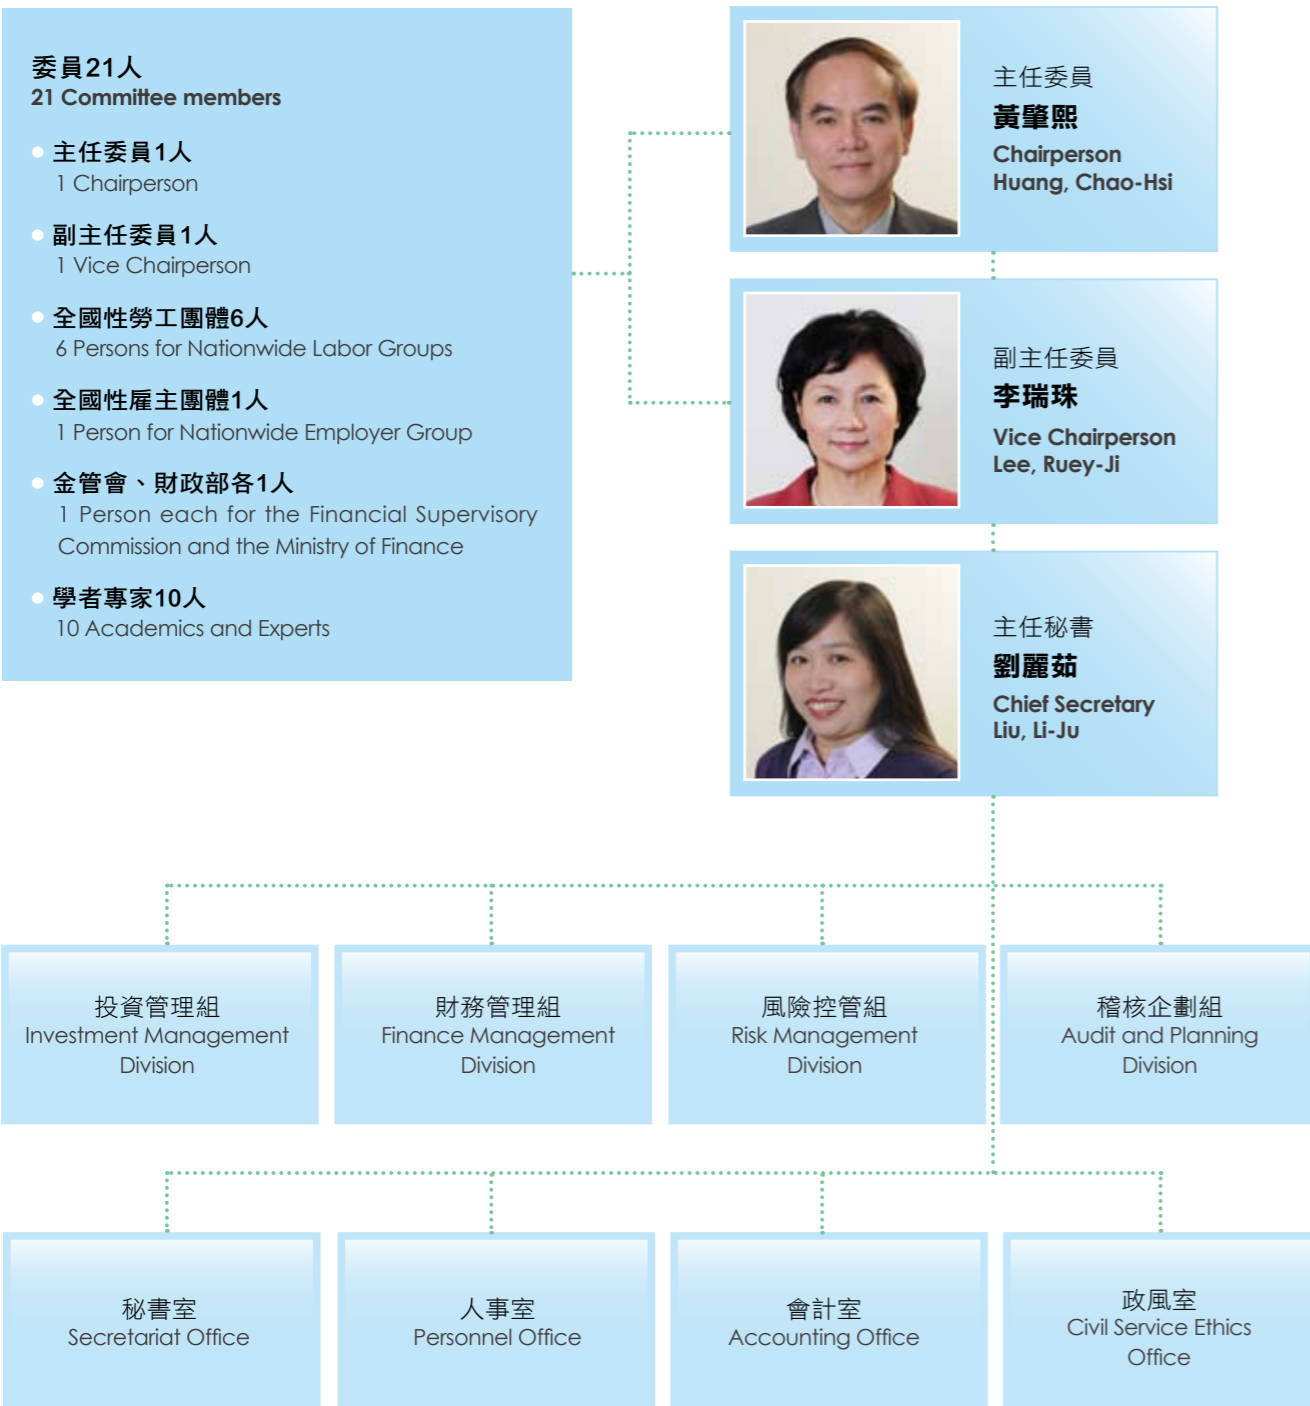 委員21人
21 Committee members
主任委員1人
1 Chairperson
副主任委員1人
1 Vice Chairperson
全國性勞工團體6人
6 Persons for Nationwide Labor Groups
全國性雇主團體1人
1 Person for Nationwide Employer Group
金管會、財政部各1人
1 Person each for the Financial Supervisory
Commission and the Ministry of Finance
學者專家10人
10 Academics and Experts
主任委員
黃肇熙
Chairperson
Huang, Chao-Hsi
副主任委員
李瑞珠
Vice Chairperson
Lee, Ruey-Ji
主任秘書
劉麗茹
Chief Secretary
Liu, Li-Ju
投資管理組
Investment Management
Division
財務管理組
Finance Management
Division
風險控管組
Risk Management
Division
稽核企劃組
Audit and Planning
Division
秘書室
Secretariat Office
人事室
Personnel Office
會計室
Accounting Office
政風室
Civil Service Ethics
Office